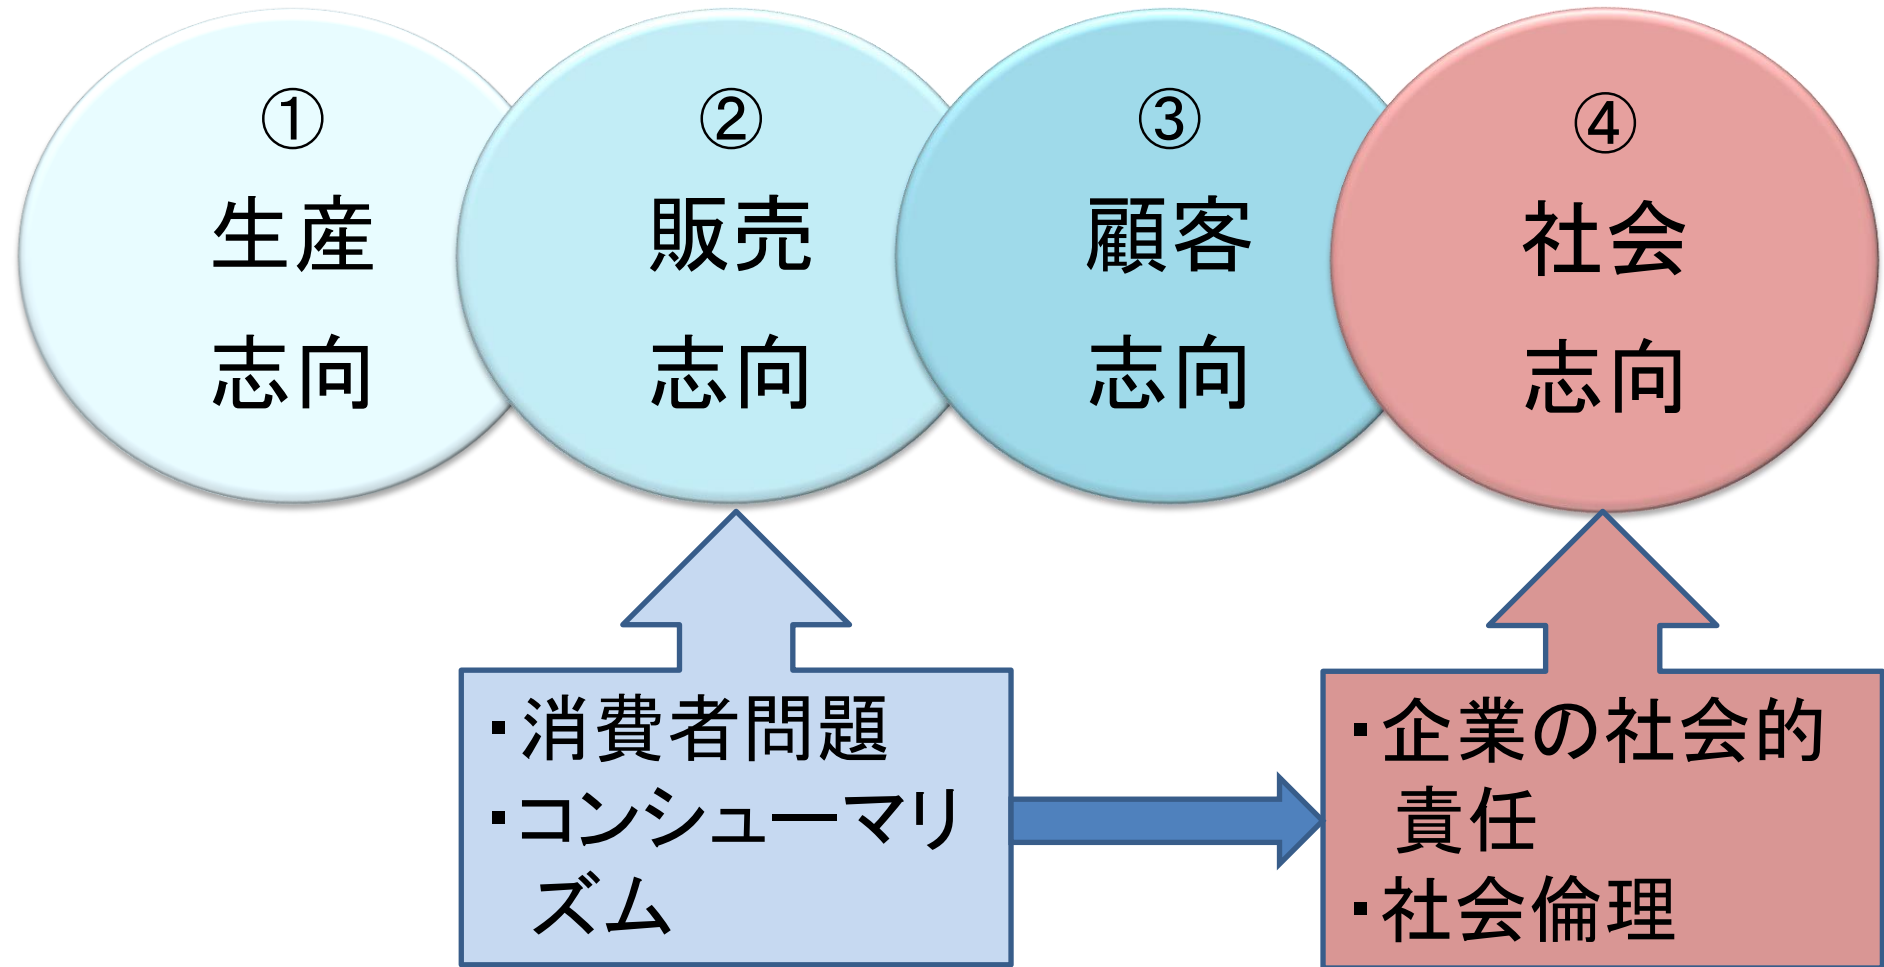 ①
生産
志向
②
販売
志向
③
顧客
志向
④
社会
志向
・消費者問題
・コンシューマリ
ズム
・企業の社会的
責任
・社会倫理